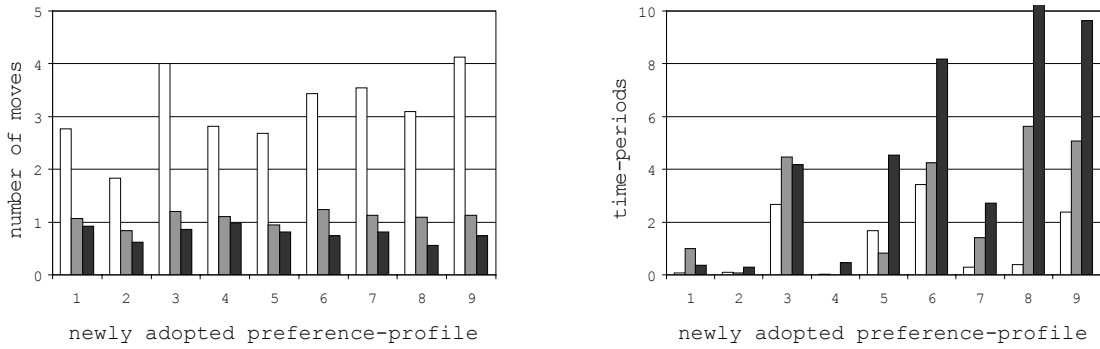 5
4
3
2
1
0
number of moves
1 2 3 4 5 6 7 8 9
newly adopted preference-profile
10
8
6
4
2
0
time-periods
1 2 3 4 5 6 7 8 9
newly adopted preference-profile